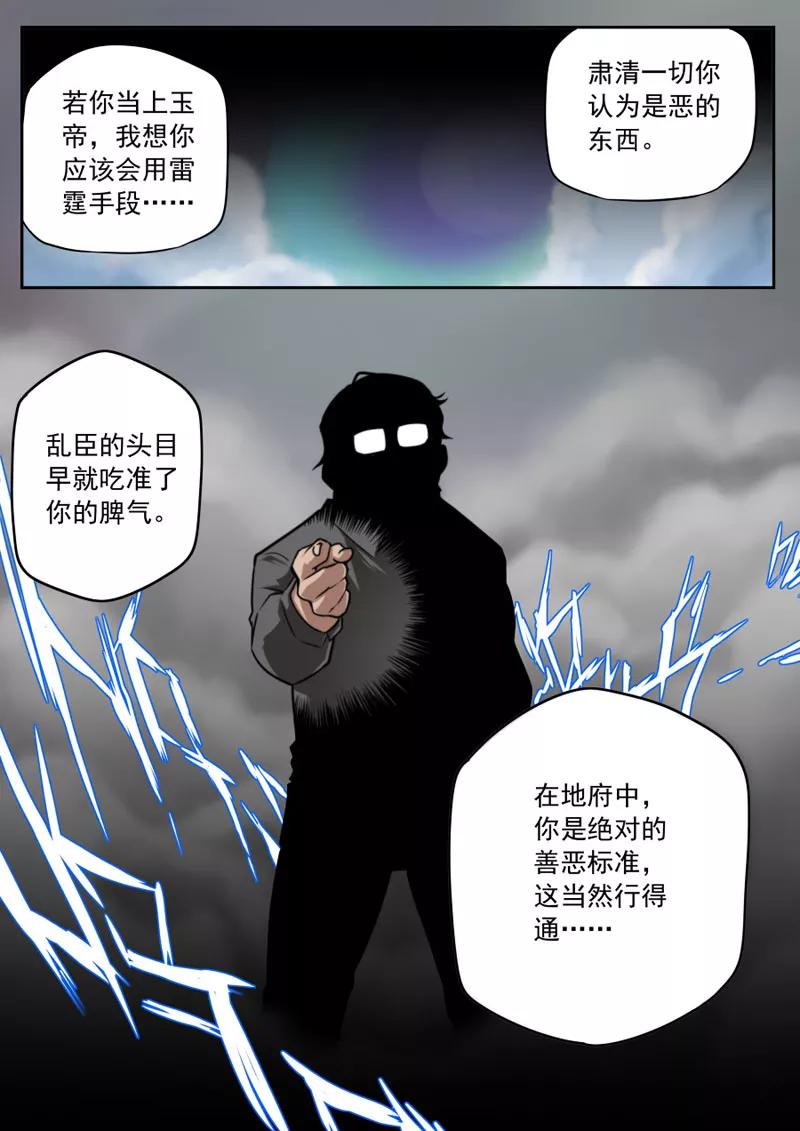 若你当上玉
帝，我想你
应该会用雷
霆手段……
肃清一切你
认为是恶的
东西。
乱臣的头目
早就吃准了
你的脾气。
在地府中，
你是绝对的
善恶标准，
这当然行得
通……